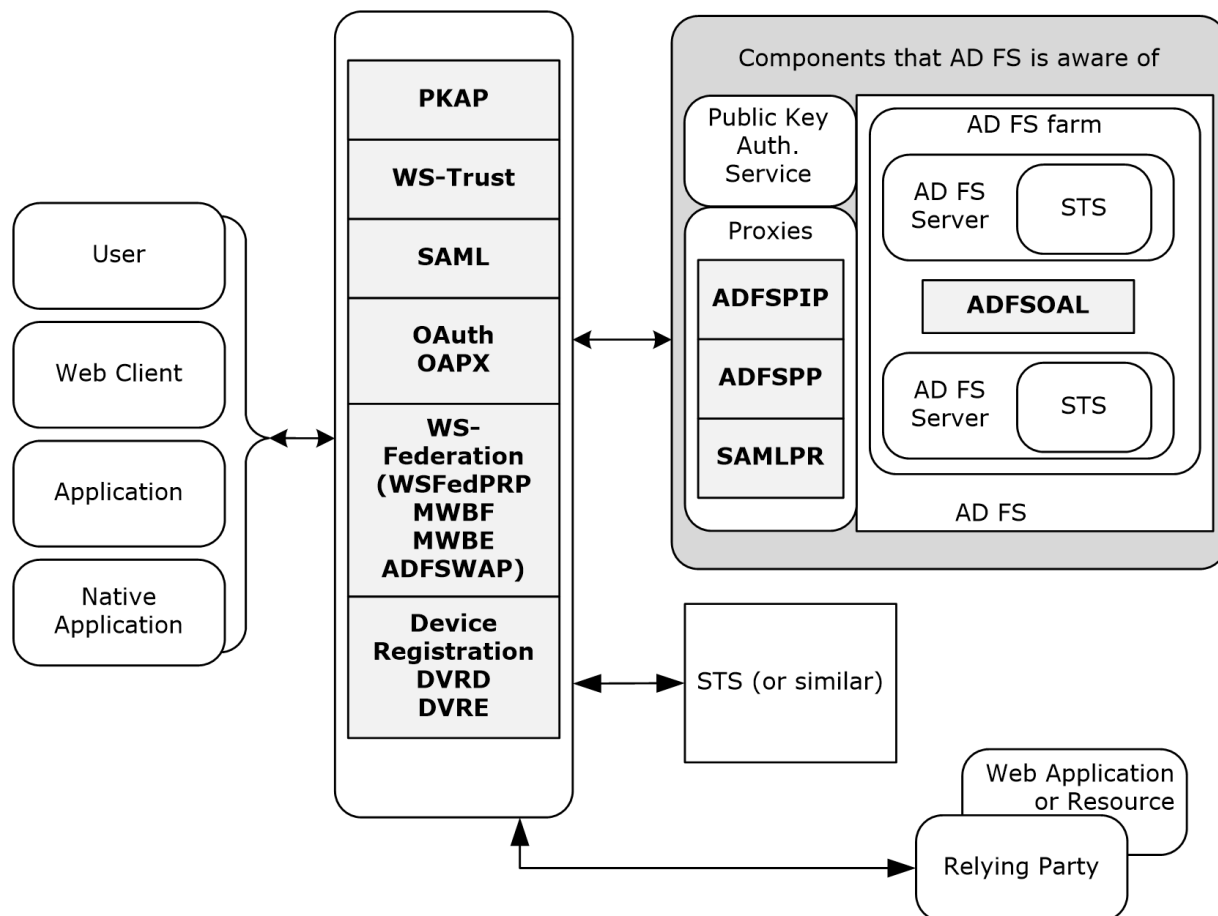 User
Web Client
Application
Native
Application
PKAP
WS-Trust
SAML
OAuth
OAPX
WS-
Federation
(WSFedPRP
MWBF
MWBE
ADFSWAP)
Device
Registration
DVRD
DVRE
Components that AD FS is aware of
Public Key
Auth.
Service
Proxies
ADFSPIP
ADFSPP
SAMLPR
AD FS farm
AD FS
Server
STS
ADFSOAL
AD FS
Server
STS
AD FS
STS (or similar)
Web Application
or Resource
Relying Party